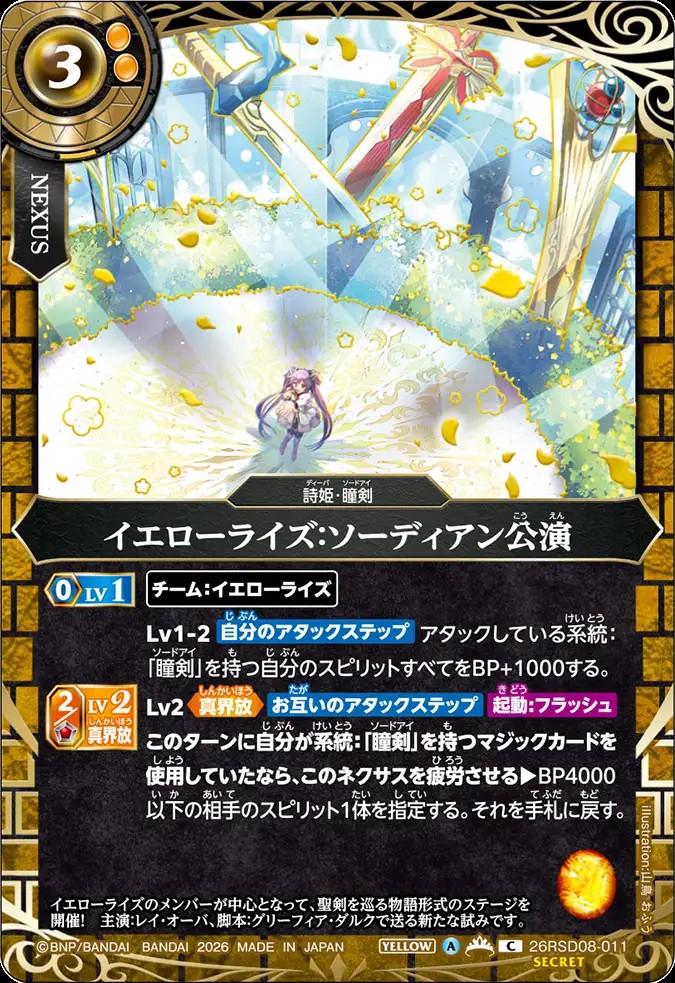 3
NEXUS
詩姫・瞳剣
イエローライズ：ソーディアン公演
0 LV1 チーム：イエローライズ
Lv1-2 自分のアタックステップ アタックしている系統：
「瞳剣」を持つ自分のスピリットすべてをBP+1000する。
2 LV2 真界放
Lv2 真界放 お互いのアタックステップ 起動：フラッシュ
このターンに自分が系統：「瞳剣」を持つマジックカードを
使用していたなら、このネクサスを疲労させる▶BP4000
以下の相手のスピリット1体を指定する。それを手札に戻す。
イエローライズのメンバーが中心となって、聖剣を巡る物語形式のステージを
開催！ 主演：レイ・オーバ、脚本：グリーフィア・ダルクで送る新たな試みです。
illustration：山鳥 おふう
©BNP/BANDAI BANDAI 2026 MADE IN JAPAN YELLOW A C 26RSD08-011
SECRET